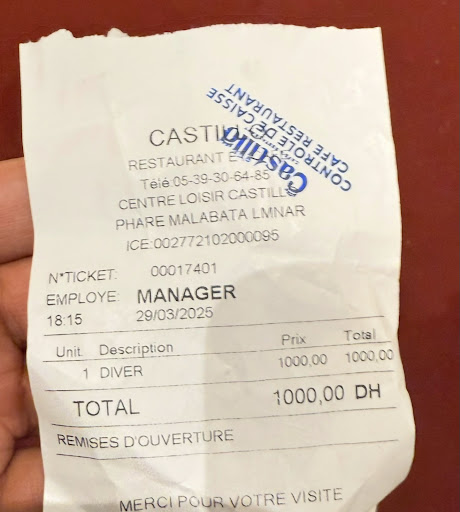 CASTILLA
RESTAURANT E
Télé:05-39-30-64-85
CENTRE LOISIR CASTILL
PHARE MALABATA LMNAR
ICE:002772102000095
N°TICKET: 00017401
EMPLOYE: MANAGER
18:15 29/03/2025
Unit. Description Prix Total
1 DIVER 1000,00 1000,00
TOTAL 1000,00 DH
REMISES D'OUVERTURE
MERCI POUR VOTRE VISITE
Castilla
CONTROLE DE CAISSE
CAFE RESTAURANT